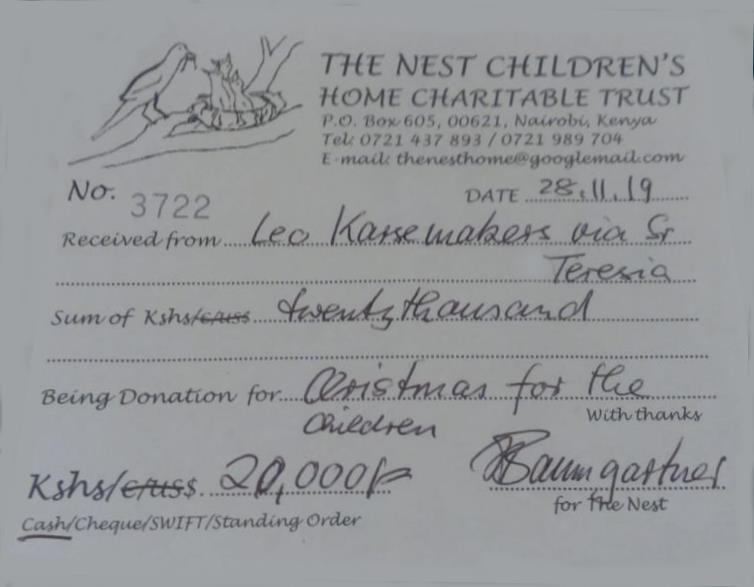 THE NEST CHILDREN'S
HOME CHARITABLE TRUST
P.O. Box 605, 00621, Nairobi, Kenya
Tel: 0721 437 893 / 0721 989 704
E-mail: thenesthome@googlemail.com
No. 3722
DATE 28.11.19
Received from Leo Karsemakers via Sr
Teresia
Sum of Kshs/€/US$ twenty thousand
Being Donation for Christmas for the
Children
With thanks
Kshs/€/US$ 20,000/=
Baumgartner
for The Nest
Cash/Cheque/SWIFT/Standing Order